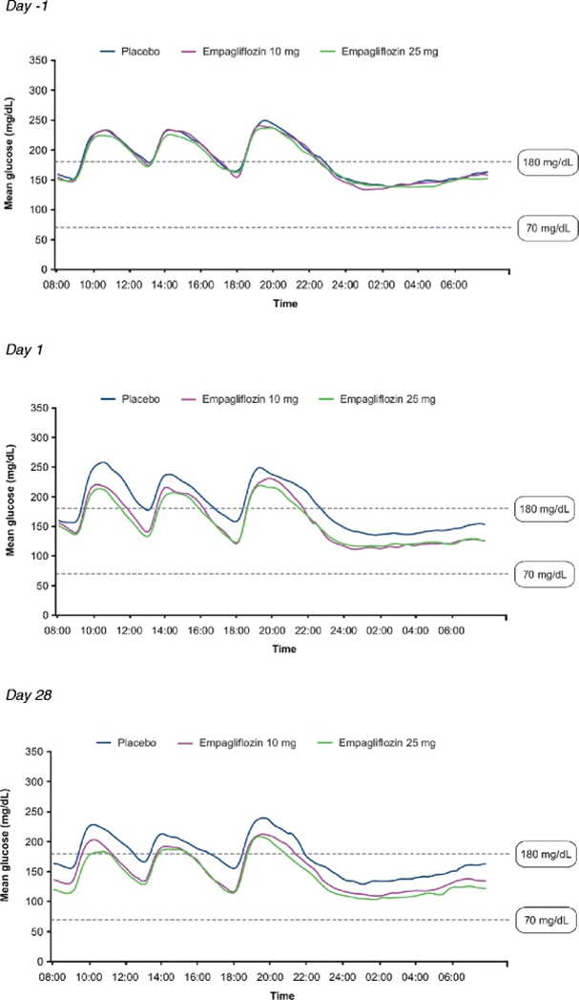 Day -1
Placebo Empagliflozin 10 mg Empagliflozin 25 mg
Mean glucose (mg/dL)
350
300
250
200
150
100
50
0
180 mg/dL
70 mg/dL
08:00 10:00 12:00 14:00 16:00 18:00 20:00 22:00 24:00 02:00 04:00 06:00
Time
Day 1
Placebo Empagliflozin 10 mg Empagliflozin 25 mg
Mean glucose (mg/dL)
350
300
250
200
150
100
50
0
180 mg/dL
70 mg/dL
08:00 10:00 12:00 14:00 16:00 18:00 20:00 22:00 24:00 02:00 04:00 06:00
Time
Day 28
Placebo Empagliflozin 10 mg Empagliflozin 25 mg
Mean glucose (mg/dL)
350
300
250
200
150
100
50
0
180 mg/dL
70 mg/dL
08:00 10:00 12:00 14:00 16:00 18:00 20:00 22:00 24:00 02:00 04:00 06:00
Time